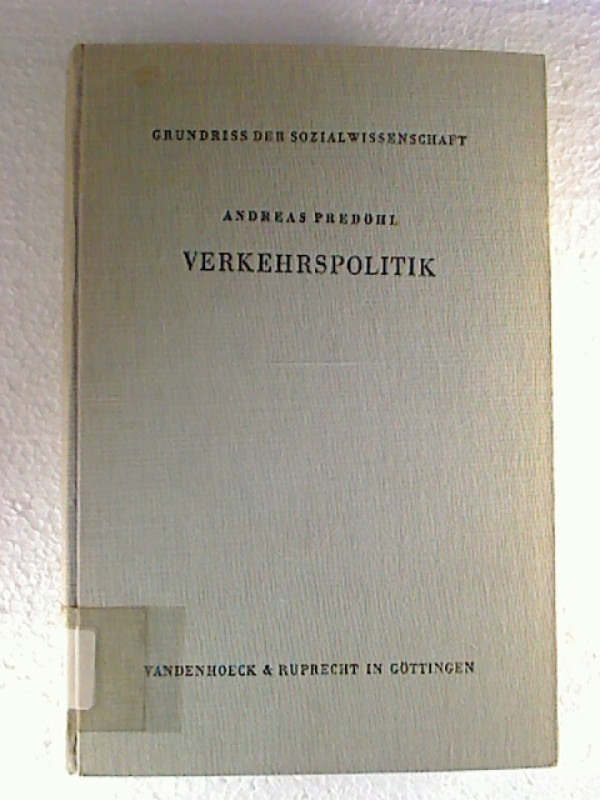 GRUNDRISS DER SOZIALWISSENSCHAFT
ANDREAS PREDÖHL
VERKEHRSPOLITIK
VANDENHOECK & RUPRECHT IN GÖTTINGEN